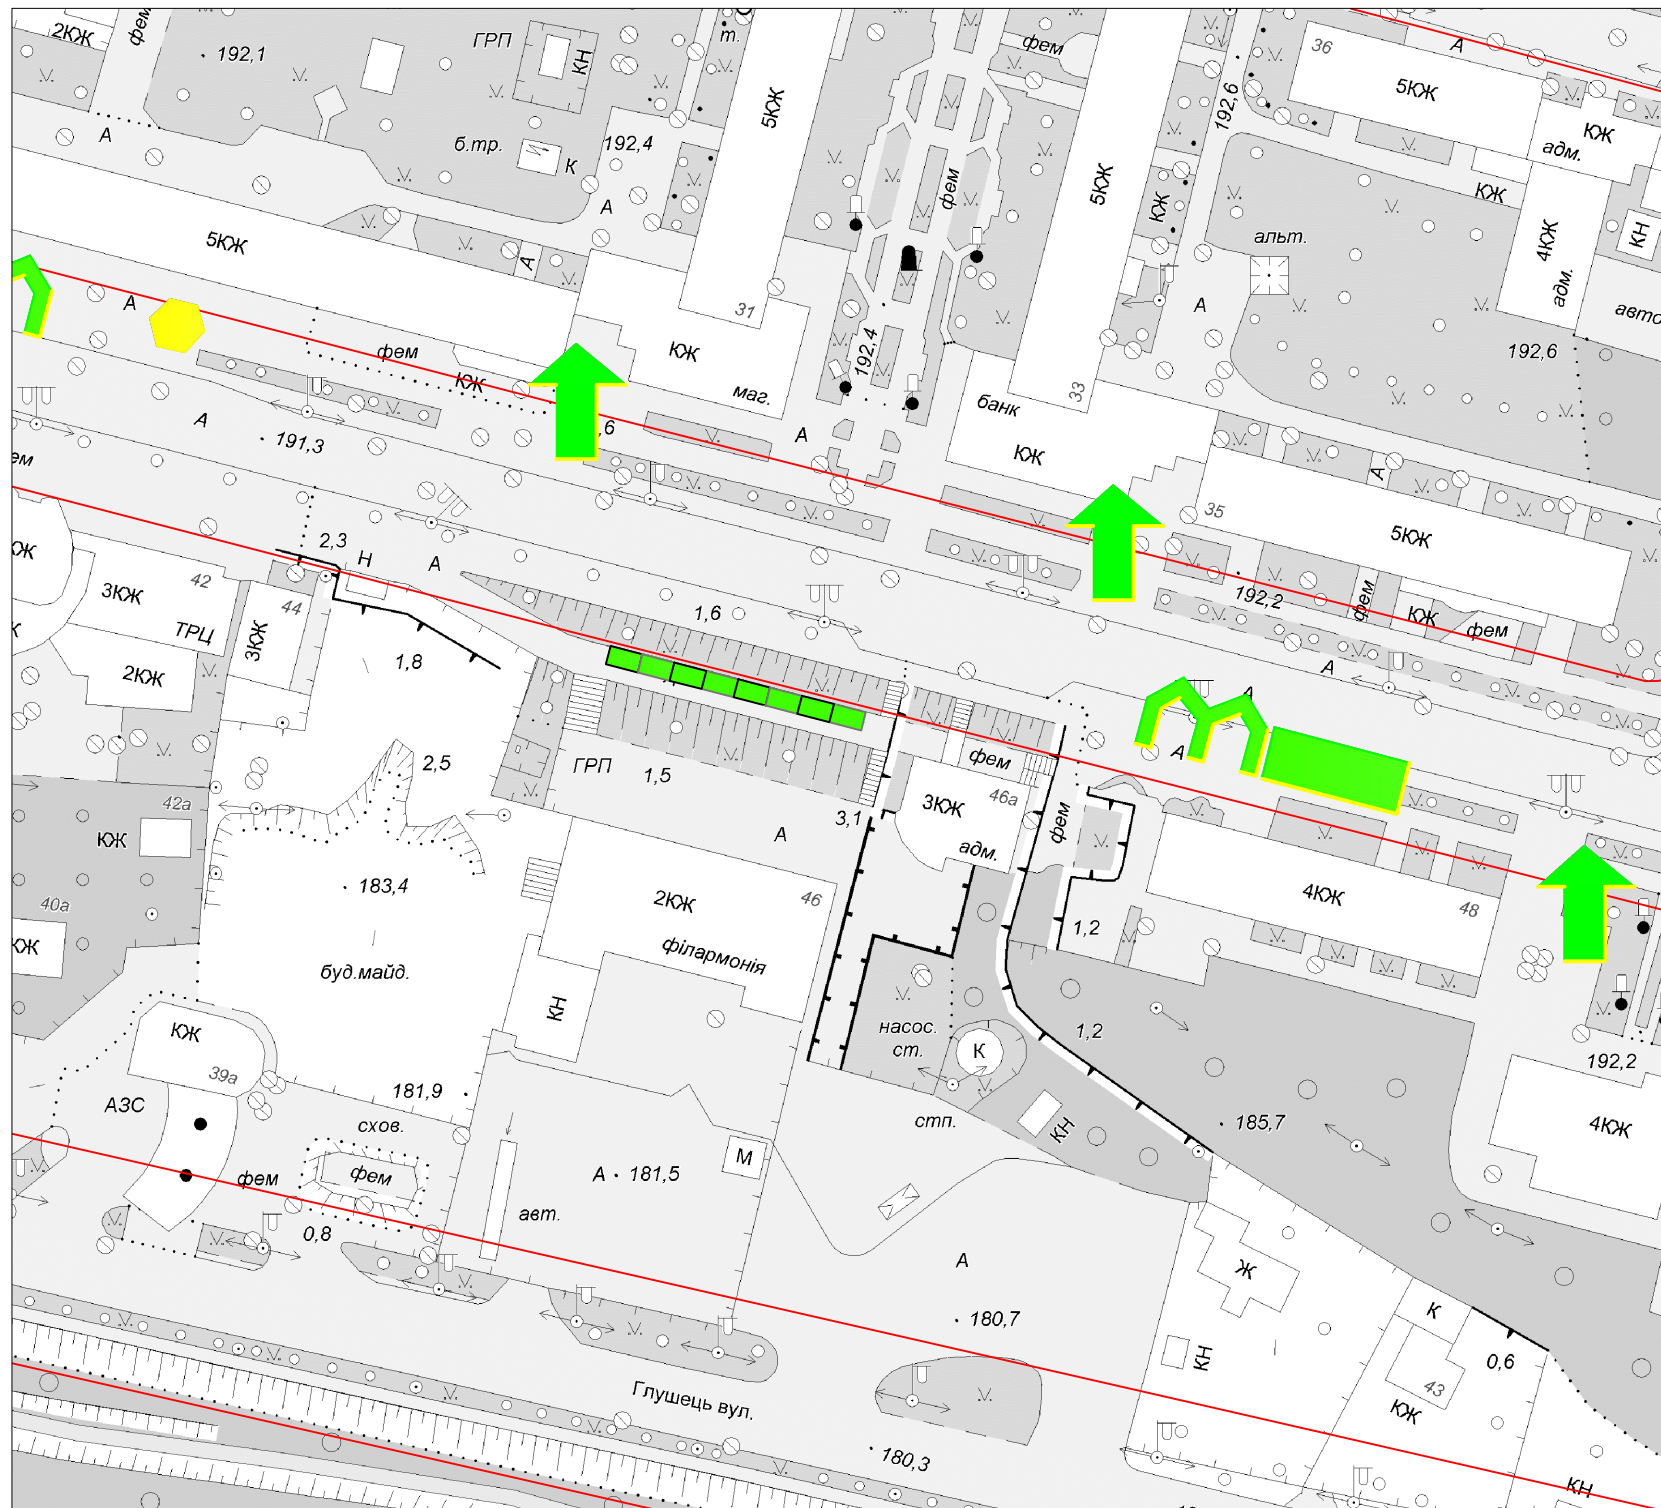 2КЖ
фем
192,1
ГРП
КН
т.
фем
36
А
5КЖ
5КЖ
192,6
КЖ
адм.
А
б.тр.
К
192,4
5КЖ
фем
КЖ
КЖ
4КЖ
адм.
КН
А
альт.
5КЖ
А
31
А
авто
А
фем
КЖ
КЖ
маг.
192,4
банк
33
192,6
А
191,3
А
КЖ
А
35
5КЖ
2,3
Н
А
1,6
192,2
фем
КЖ
фем
42
3КЖ
44
ТРЦ
3КЖ
2КЖ
1,8
А
А
А
2,5
ГРП
1,5
фем
46а
3КЖ
адм.
3,1
А
фем
42а
КЖ
183,4
2КЖ
46
філармонія
4КЖ
48
1,2
40а
КЖ
буд.майд.
КН
насос.
ст.
К
1,2
КЖ
39а
192,2
181,9
АЗС
схов.
стп.
КН
185,7
4КЖ
фем
фем
М
А
181,5
авт.
0,8
А
Ж
180,7
К
КН
0,6
43
КЖ
Глущець вул.
180,3
КН